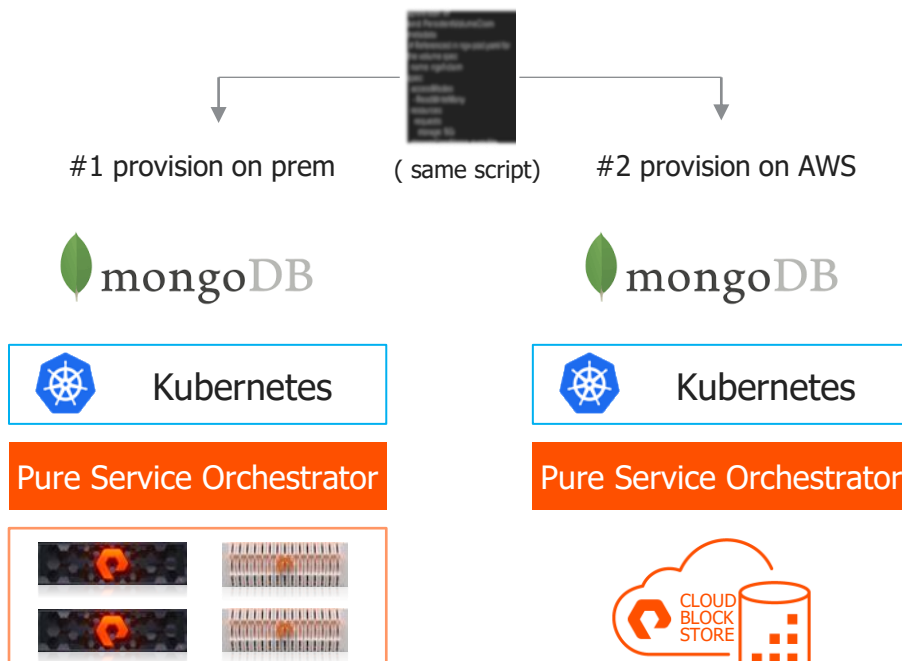 #1 provision on prem
( same script)
#2 provision on AWS
mongoDB
mongoDB
Kubernetes
Kubernetes
Pure Service Orchestrator
Pure Service Orchestrator
CLOUD
BLOCK
STORE